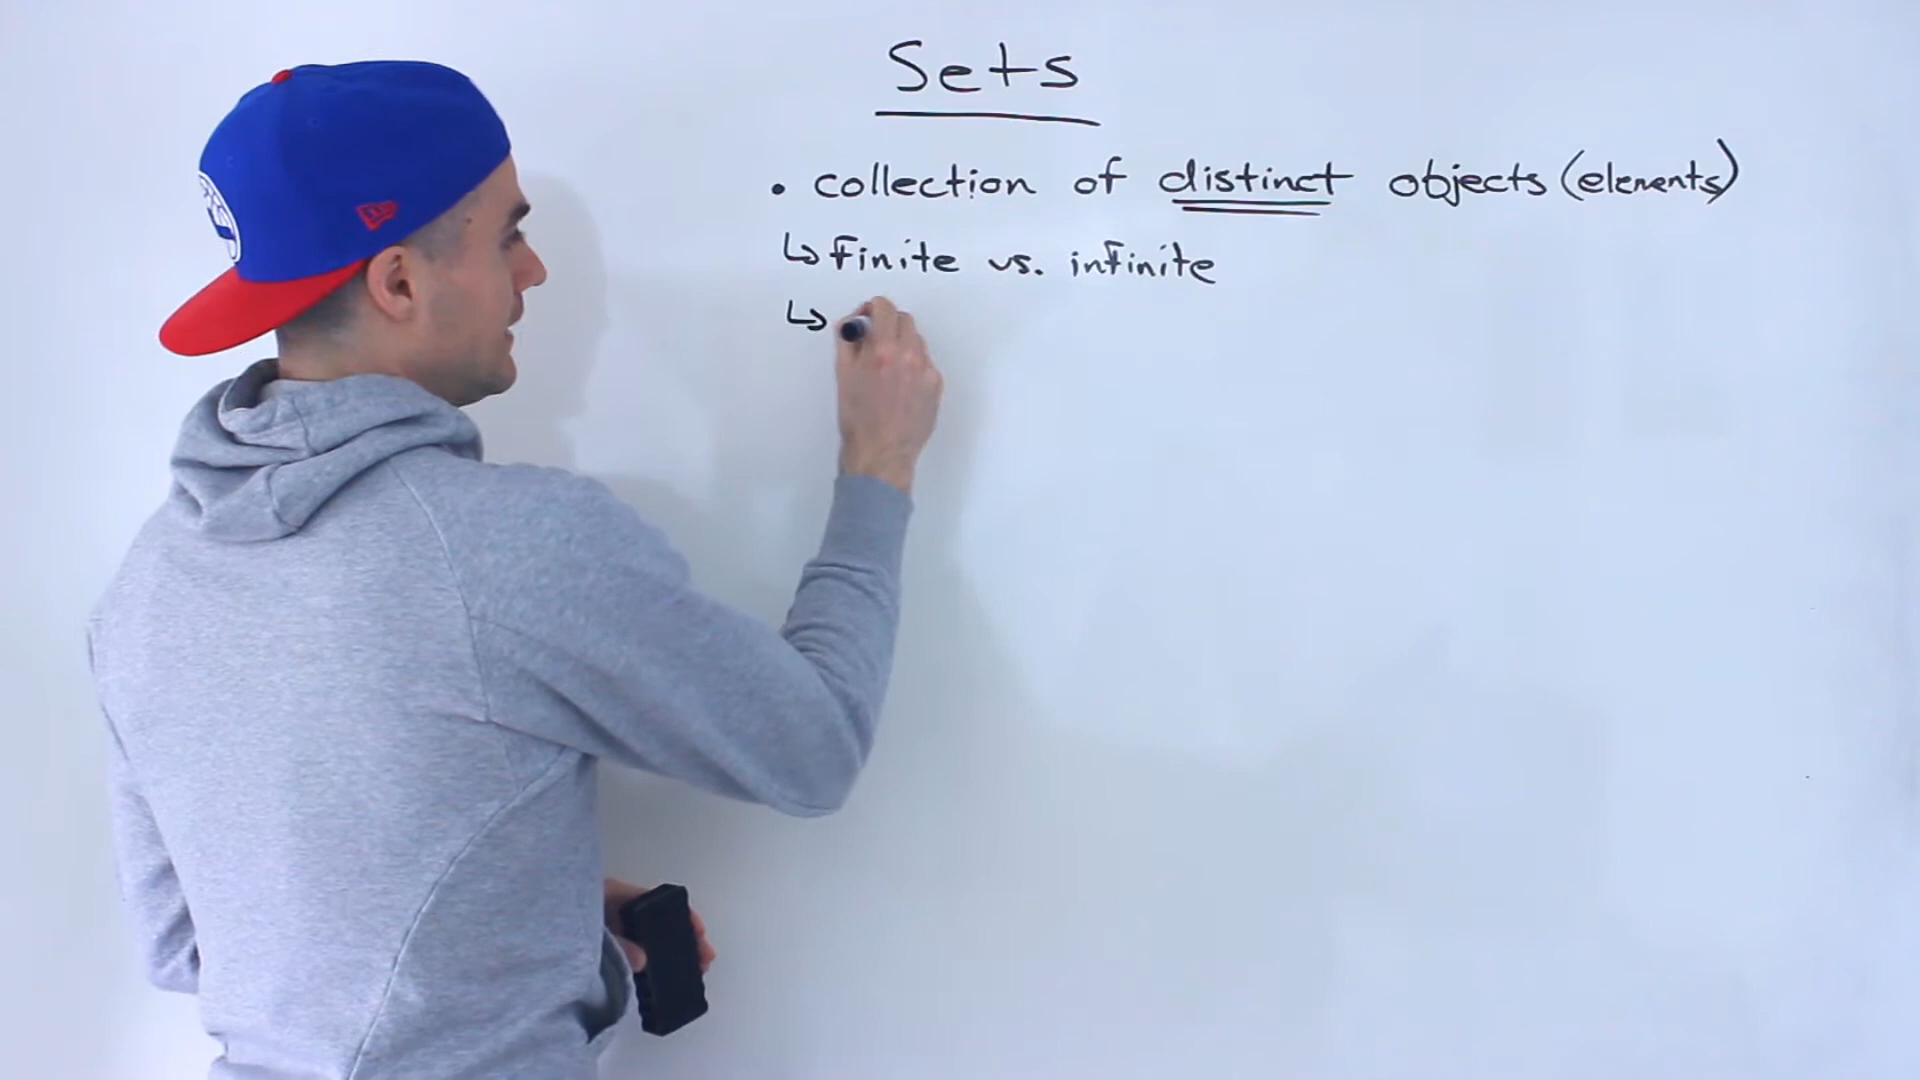 Sets
• collection of distinct objects (elements)
↳ finite vs. infinite
↳